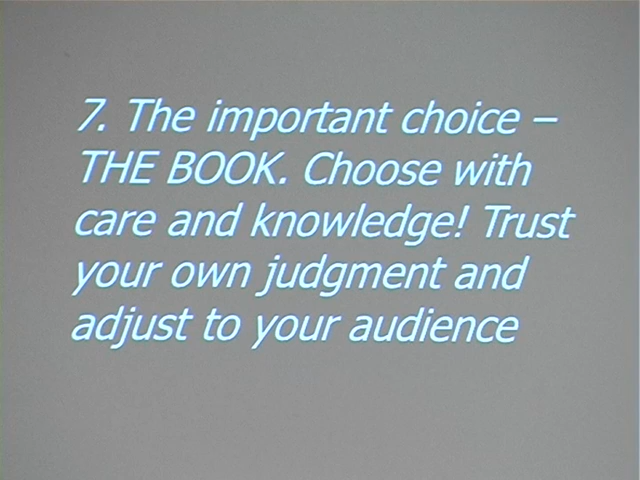 7. The important choice –
THE BOOK. Choose with
care and knowledge! Trust
your own judgment and
adjust to your audience